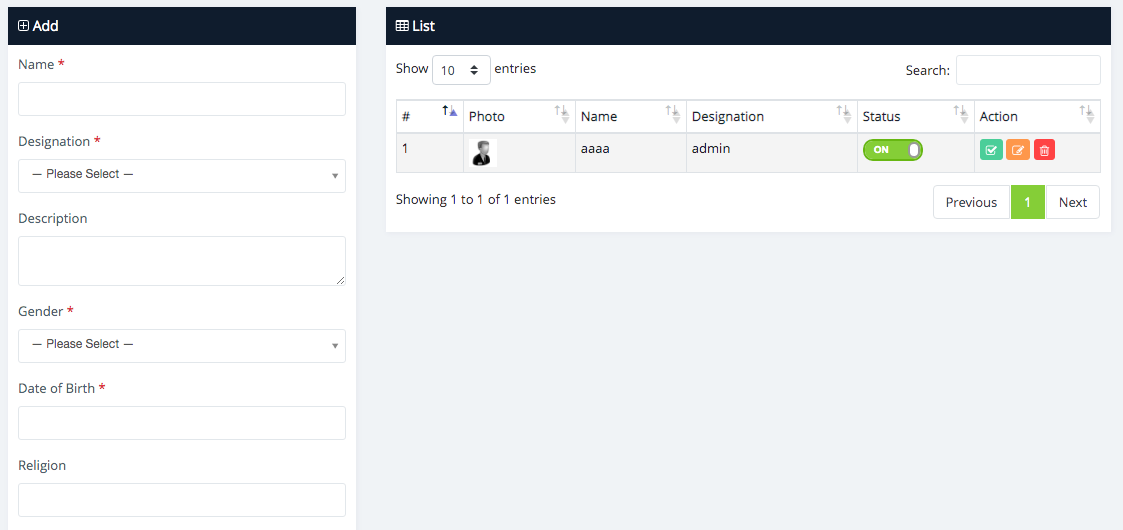 Add
Name *
Designation *
— Please Select —
Description
Gender *
— Please Select —
Date of Birth *
Religion
List
Show 10 entries
Search:
# Photo Name Designation Status Action
1 aaaa admin ON
Showing 1 to 1 of 1 entries
Previous 1 Next